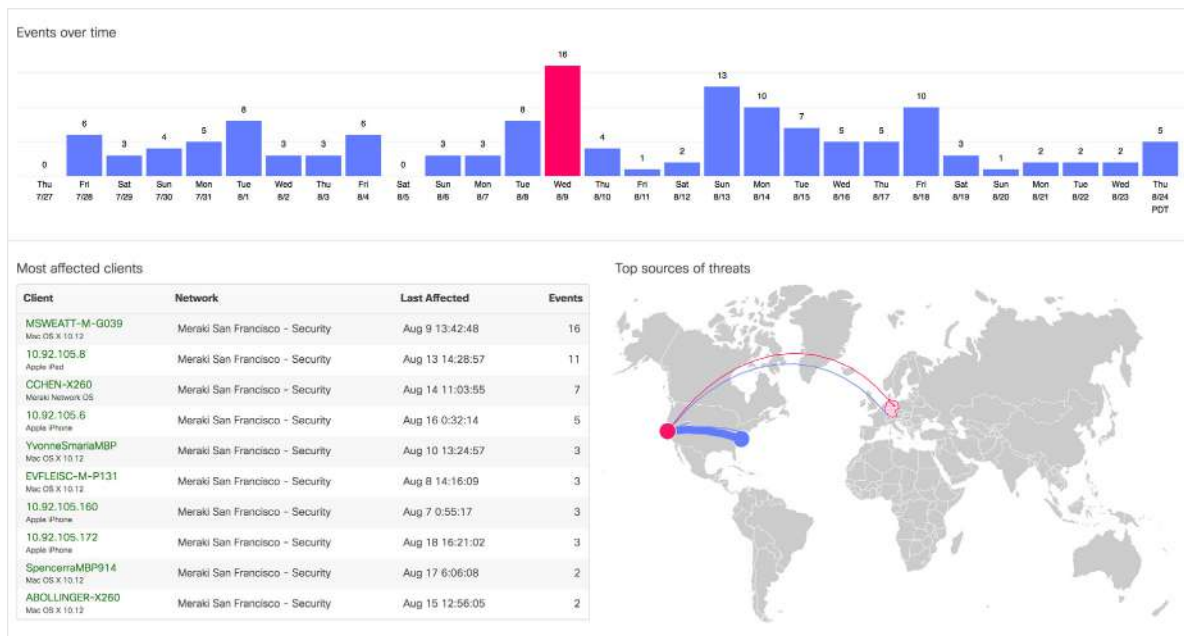 Events over time
16
13
10
10
8
8
7
6
6
5
5
5
5
4
4
3
3
3
3
3
3
2
2
2
2
1
1
0
0
Thu Fri Sat Sun Mon Tue Wed Thu Fri Sat Sun Mon Tue Wed Thu Fri Sat Sun Mon Tue Wed Thu Fri Sat Sun Mon Tue Wed Thu
7/27 7/28 7/29 7/30 7/31 8/1 8/2 8/3 8/4 8/5 8/6 8/7 8/8 8/9 8/10 8/11 8/12 8/13 8/14 8/15 8/16 8/17 8/18 8/19 8/20 8/21 8/22 8/23 8/24
PDT
Most affected clients
Client Network Last Affected Events
MSWEATT-M-G039 Meraki San Francisco - Security Aug 9 13:42:48 16
Mac OS X 10.12
10.92.105.8 Meraki San Francisco - Security Aug 13 14:28:57 11
Apple iPad
CCHEN-X260 Meraki San Francisco - Security Aug 14 11:03:55 7
Meraki Network OS
10.92.105.6 Meraki San Francisco - Security Aug 16 0:32:14 5
Apple iPhone
YvonneSmariaMBP Meraki San Francisco - Security Aug 10 13:24:57 3
Mac OS X 10.12
EVFLEISC-M-P131 Meraki San Francisco - Security Aug 8 14:16:09 3
Mac OS X 10.12
10.92.105.160 Meraki San Francisco - Security Aug 7 0:55:17 3
Apple iPhone
10.92.105.172 Meraki San Francisco - Security Aug 18 16:21:02 3
Apple iPhone
SpencerraMBP914 Meraki San Francisco - Security Aug 17 6:06:08 2
Mac OS X 10.12
ABOLLINGER-X260 Meraki San Francisco - Security Aug 15 12:56:05 2
Mac OS X 10.12
Top sources of threats